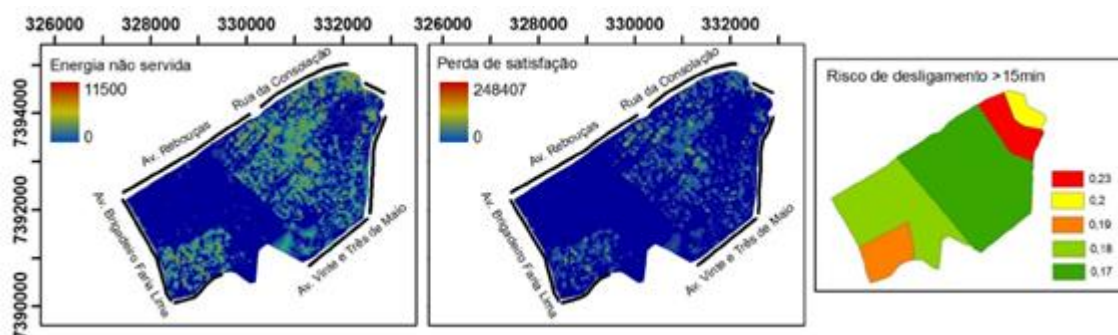 326000 328000 330000 332000
326000 328000 330000 332000
7394000
7392000
7390000
Energia não servida
11500
0
Rua da Consolação
Av. Rebouças
Av. Brigadeiro Faria Lima
Av. Vinte e Três de Maio
Perda de satisfação
248407
0
Rua da Consolação
Av. Rebouças
Av. Brigadeiro Faria Lima
Av. Vinte e Três de Maio
Risco de desligamento >15min
0,23
0,2
0,19
0,18
0,17